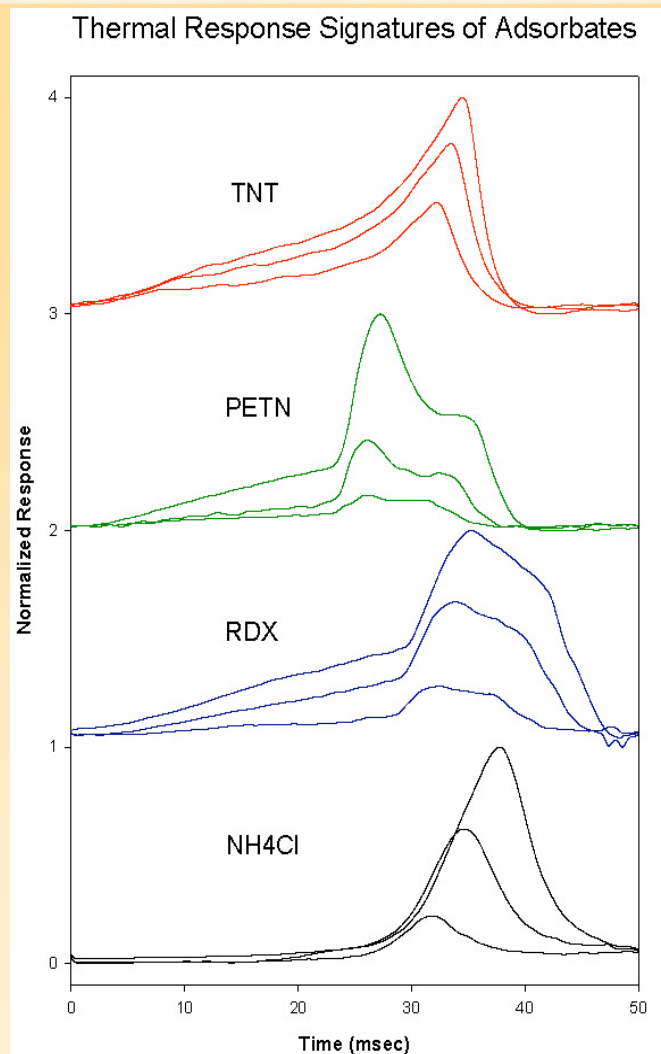 Thermal Response Signatures of Adsorbates
4
TNT
3
PETN
Normalized Response
2
RDX
1
NH4Cl
0
0 10 20 30 40 50
Time (msec)